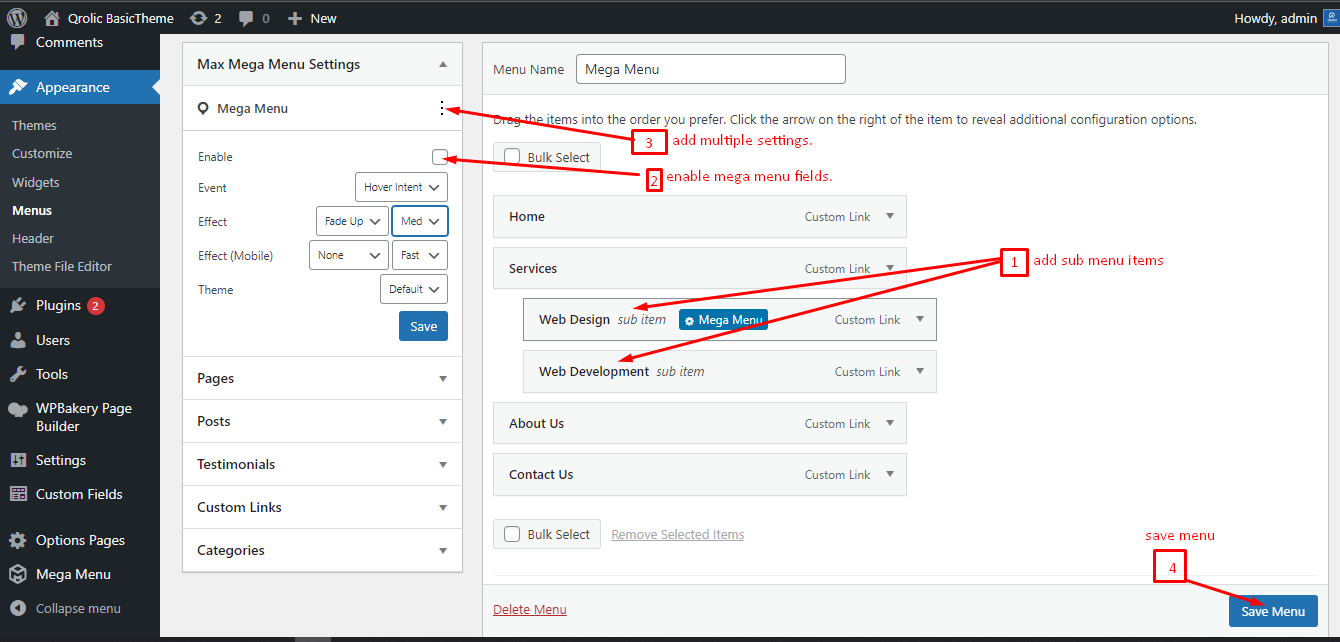 Qrolic BasicTheme 2 0 New Howdy, admin
Comments
Appearance
Themes
Customize
Widgets
Menus
Header
Theme File Editor
Plugins 2
Users
Tools
WPBakery Page
Builder
Settings
Custom Fields
Options Pages
Mega Menu
Collapse menu
Max Mega Menu Settings
Mega Menu
Enable
Event Hover Intent
Effect Fade Up Med
Effect (Mobile) None Fast
Theme Default
Save
Pages
Posts
Testimonials
Custom Links
Categories
Menu Name Mega Menu
Drag the items into the order you prefer. Click the arrow on the right of the item to reveal additional configuration options.
3 add multiple settings.
Bulk Select
2 enable mega menu fields.
Home Custom Link
Services Custom Link
1 add sub menu items
Web Design sub item Mega Menu Custom Link
Web Development sub item Custom Link
About Us Custom Link
Contact Us Custom Link
Bulk Select Remove Selected Items
save menu
4
Delete Menu Save Menu